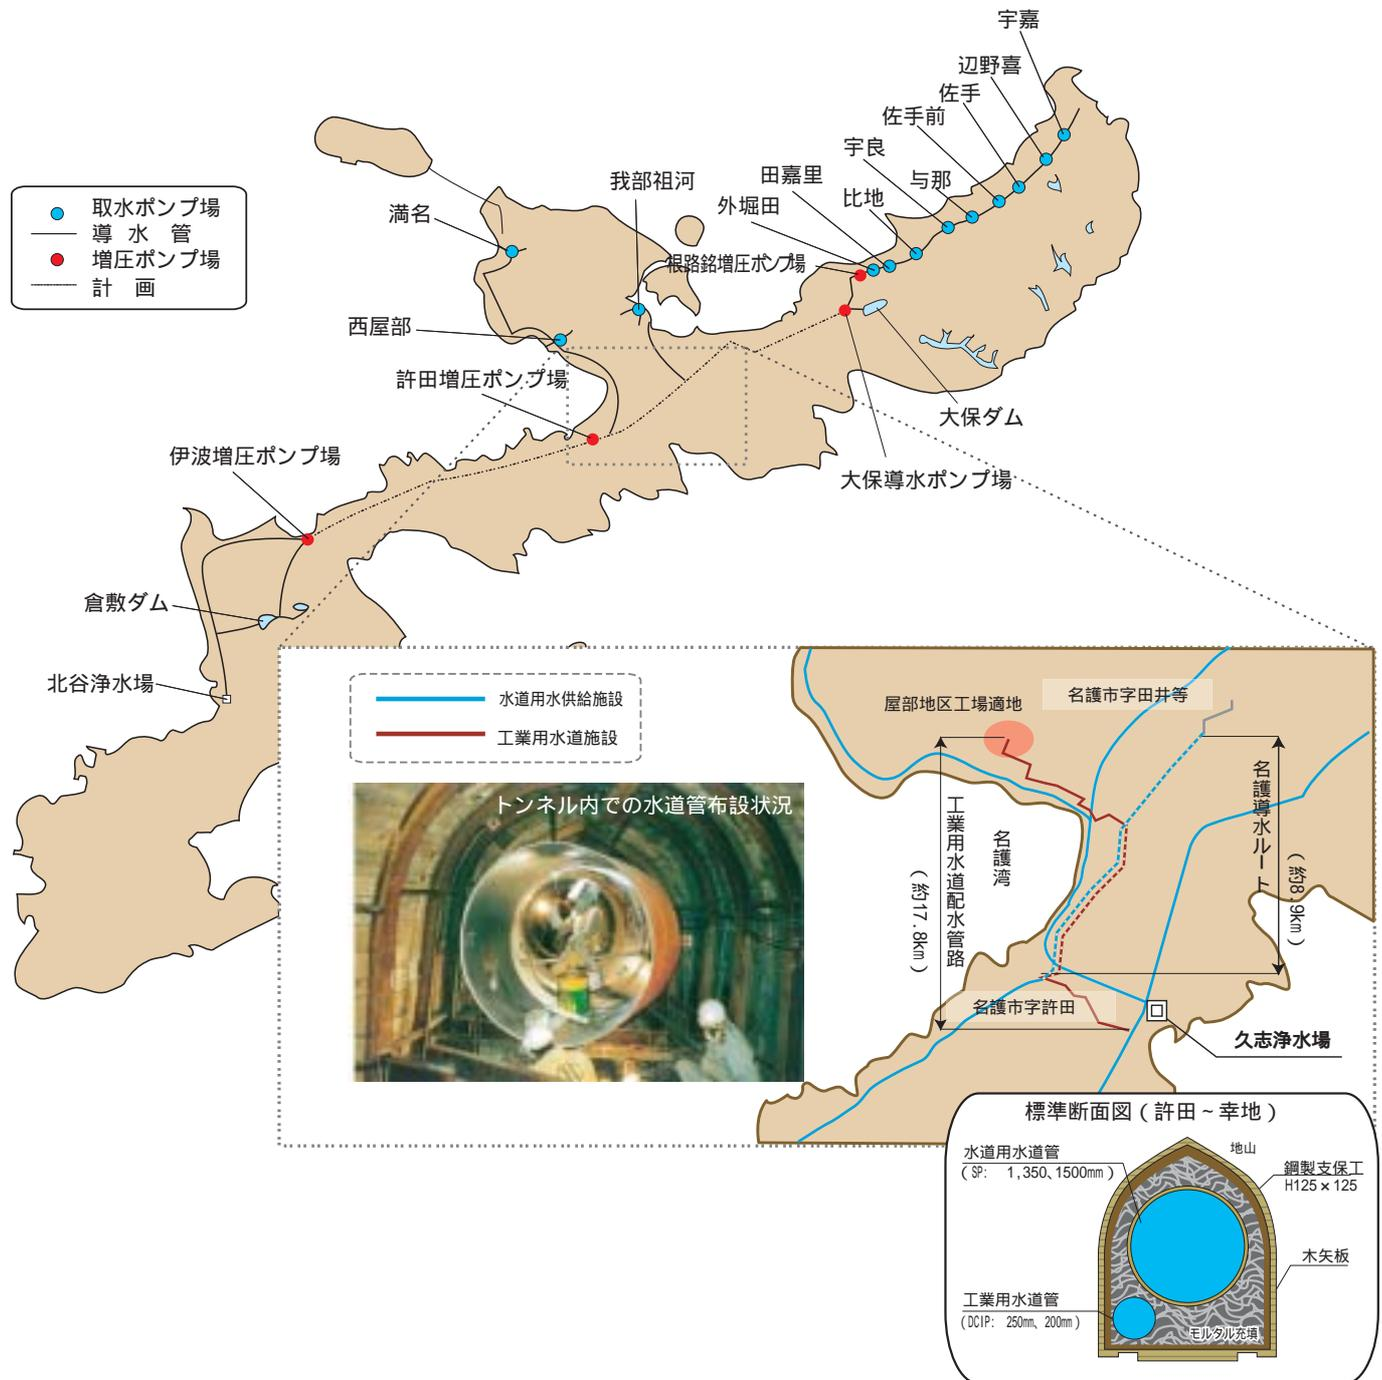 宇嘉
辺野喜
佐手
佐手前
宇良
与那
田嘉里
比地
外堀田
我部祖河
満名
根路銘増圧ポンプ場
取水ポンプ場
導 水 管
増圧ポンプ場
計 画
西屋部
許田増圧ポンプ場
大保ダム
大保導水ポンプ場
伊波増圧ポンプ場
倉敷ダム
北谷浄水場
水道用水供給施設
工業用水道施設
トンネル内での水道管布設状況
屋部地区工場適地
名護市字田井等
名護導水ルート
(約8.9km)
工業用水道配水管路
(約17.8km)
名護湾
名護市字許田
久志浄水場
標準断面図(許田~幸地)
水道用水道管
(SP: 1,350、1500mm)
地山
鋼製支保工
H125×125
木矢板
工業用水道管
(DCIP: 250mm、200mm)
モルタル充填